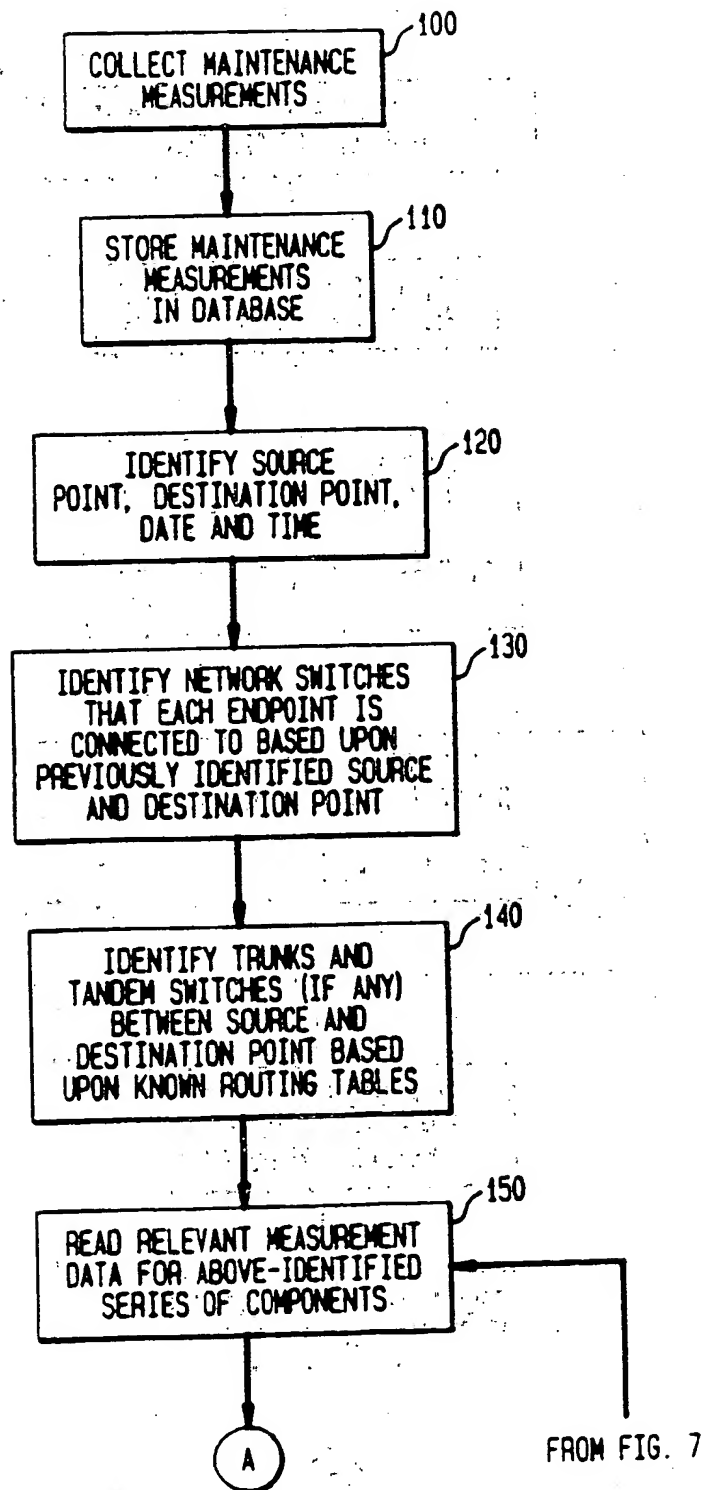 100
COLLECT MAINTENANCE
MEASUREMENTS
110
STORE MAINTENANCE
MEASUREMENTS
IN DATABASE
120
IDENTIFY SOURCE
POINT, DESTINATION POINT,
DATE AND TIME
130
IDENTIFY NETWORK SWITCHES
THAT EACH ENDPOINT IS
CONNECTED TO BASED UPON
PREVIOUSLY IDENTIFIED SOURCE
AND DESTINATION POINT
140
IDENTIFY TRUNKS AND
TANDEM SWITCHES (IF ANY)
BETWEEN SOURCE AND
DESTINATION POINT BASED
UPON KNOWN ROUTING TABLES
150
READ RELEVANT MEASUREMENT
DATA FOR ABOVE-IDENTIFIED
SERIES OF COMPONENTS
A
FROM FIG. 7